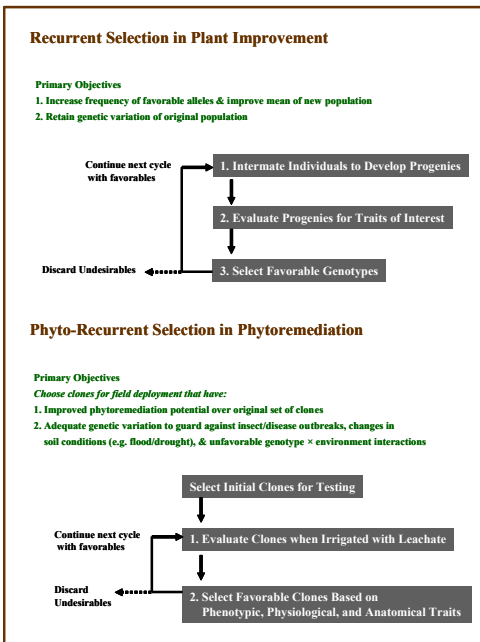 Recurrent Selection in Plant Improvement
Primary Objectives
1. Increase frequency of favorable alleles & improve mean of new population
2. Retain genetic variation of original population
Continue next cycle
with favorables
1. Intermate Individuals to Develop Progenies
2. Evaluate Progenies for Traits of Interest
Discard Undesirables
3. Select Favorable Genotypes
Phyto-Recurrent Selection in Phytoremediation
Primary Objectives
Choose clones for field deployment that have:
1. Improved phytoremediation potential over original set of clones
2. Adequate genetic variation to guard against insect/disease outbreaks, changes in
soil conditions (e.g. flood/drought), & unfavorable genotype × environment interactions
Select Initial Clones for Testing
Continue next cycle
with favorables
1. Evaluate Clones when Irrigated with Leachate
Discard
Undesirables
2. Select Favorable Clones Based on
Phenotypic, Physiological, and Anatomical Traits